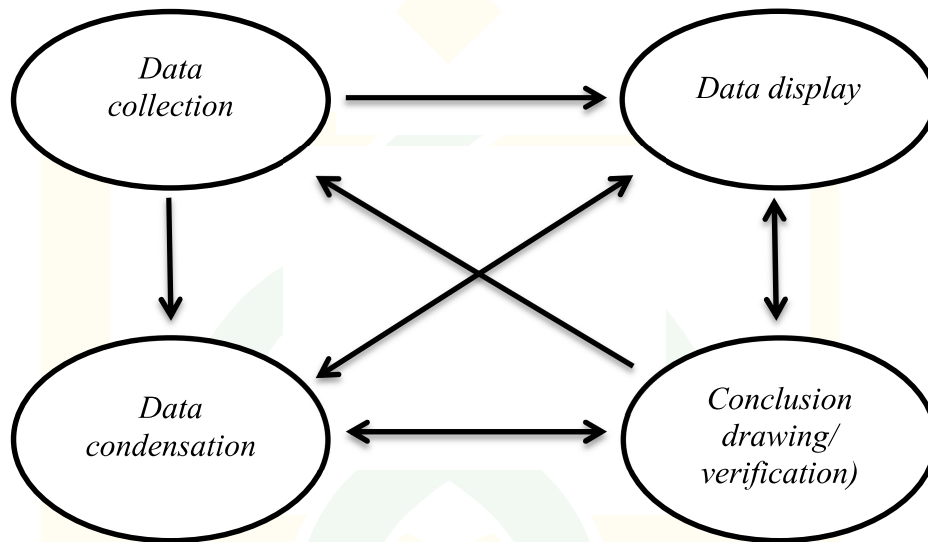 Data
collection
Data display
Data
condensation
Conclusion
drawing/
verification)